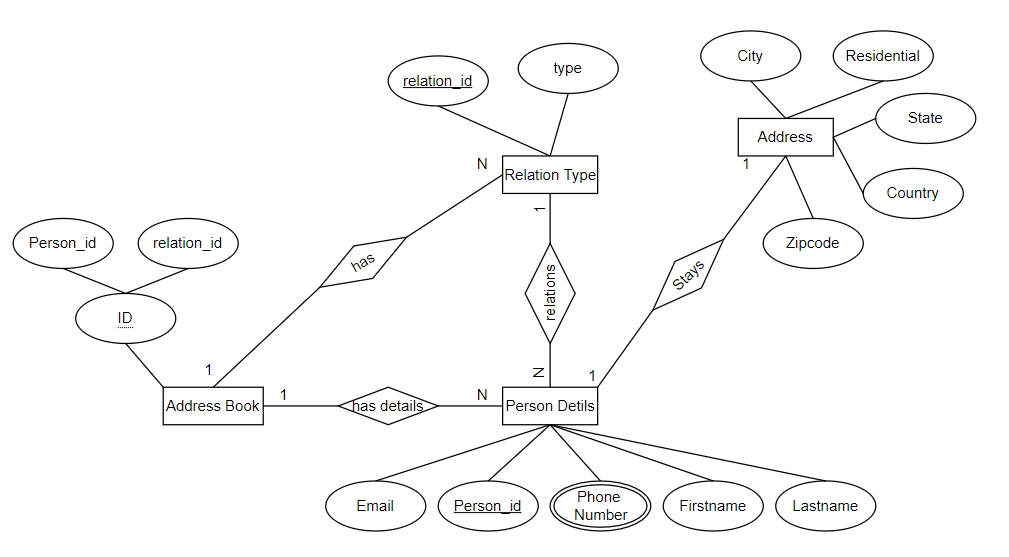 City
Residential
relation_id
type
State
Address
N
1
Relation Type
Country
1
Person_id
relation_id
Zipcode
has
Stays
relations
ID
1
N
1
1
N
Address Book
has details
Person Detils
Email
Person_id
Phone
Number
Firstname
Lastname